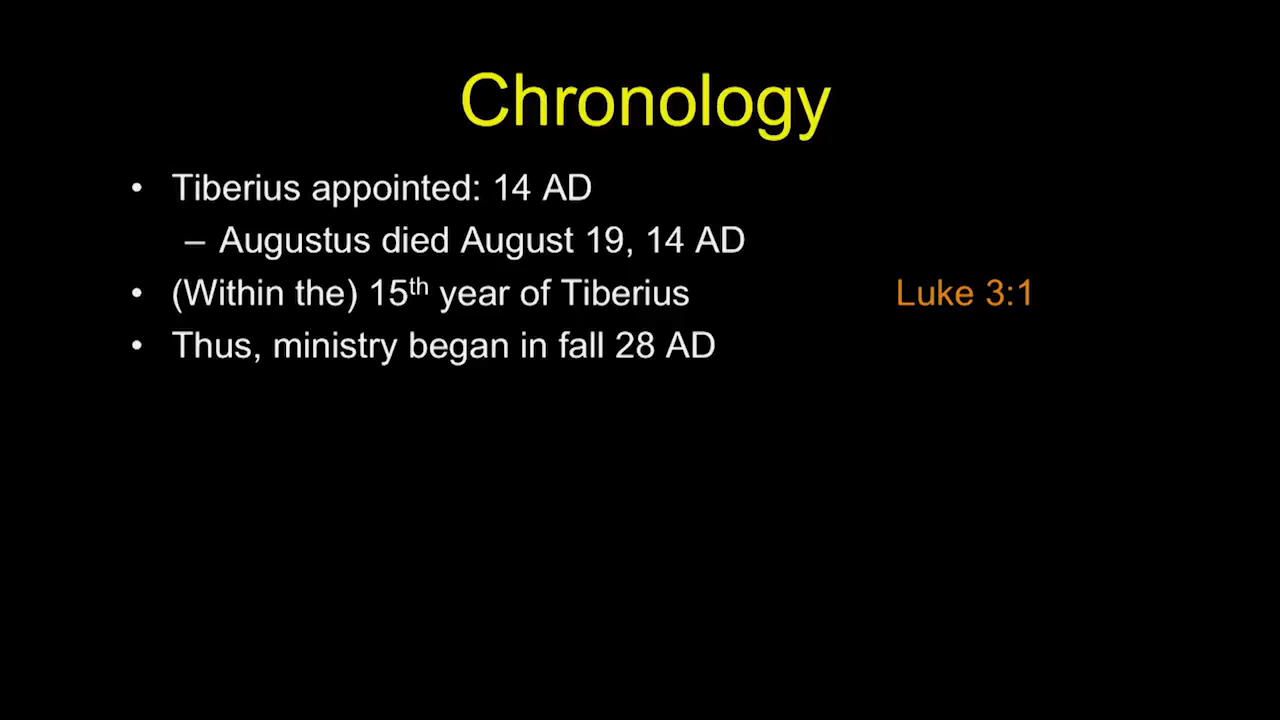 Chronology
• Tiberius appointed: 14 AD
– Augustus died August 19, 14 AD
• (Within the) 15th year of Tiberius Luke 3:1
• Thus, ministry began in fall 28 AD